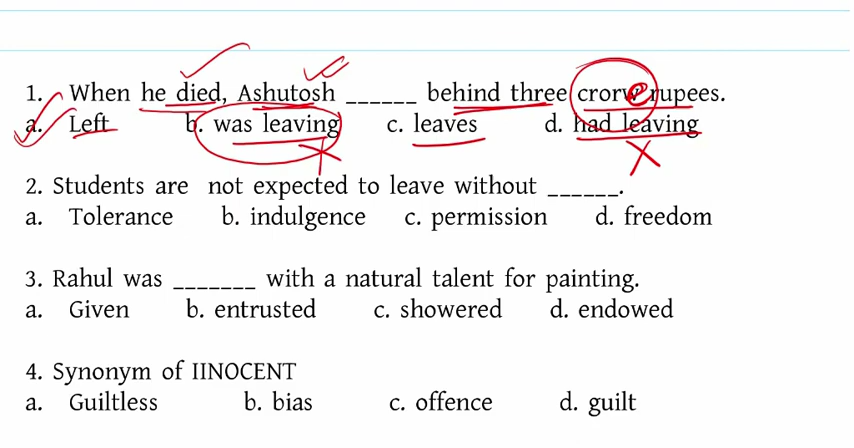 1. When he died, Ashutosh ______ behind three crore rupees.
a. Left b. was leaving c. leaves d. had leaving
2. Students are not expected to leave without ______.
a. Tolerance b. indulgence c. permission d. freedom
3. Rahul was _______ with a natural talent for painting.
a. Given b. entrusted c. showered d. endowed
4. Synonym of IINOCENT
a. Guiltless b. bias c. offence d. guilt